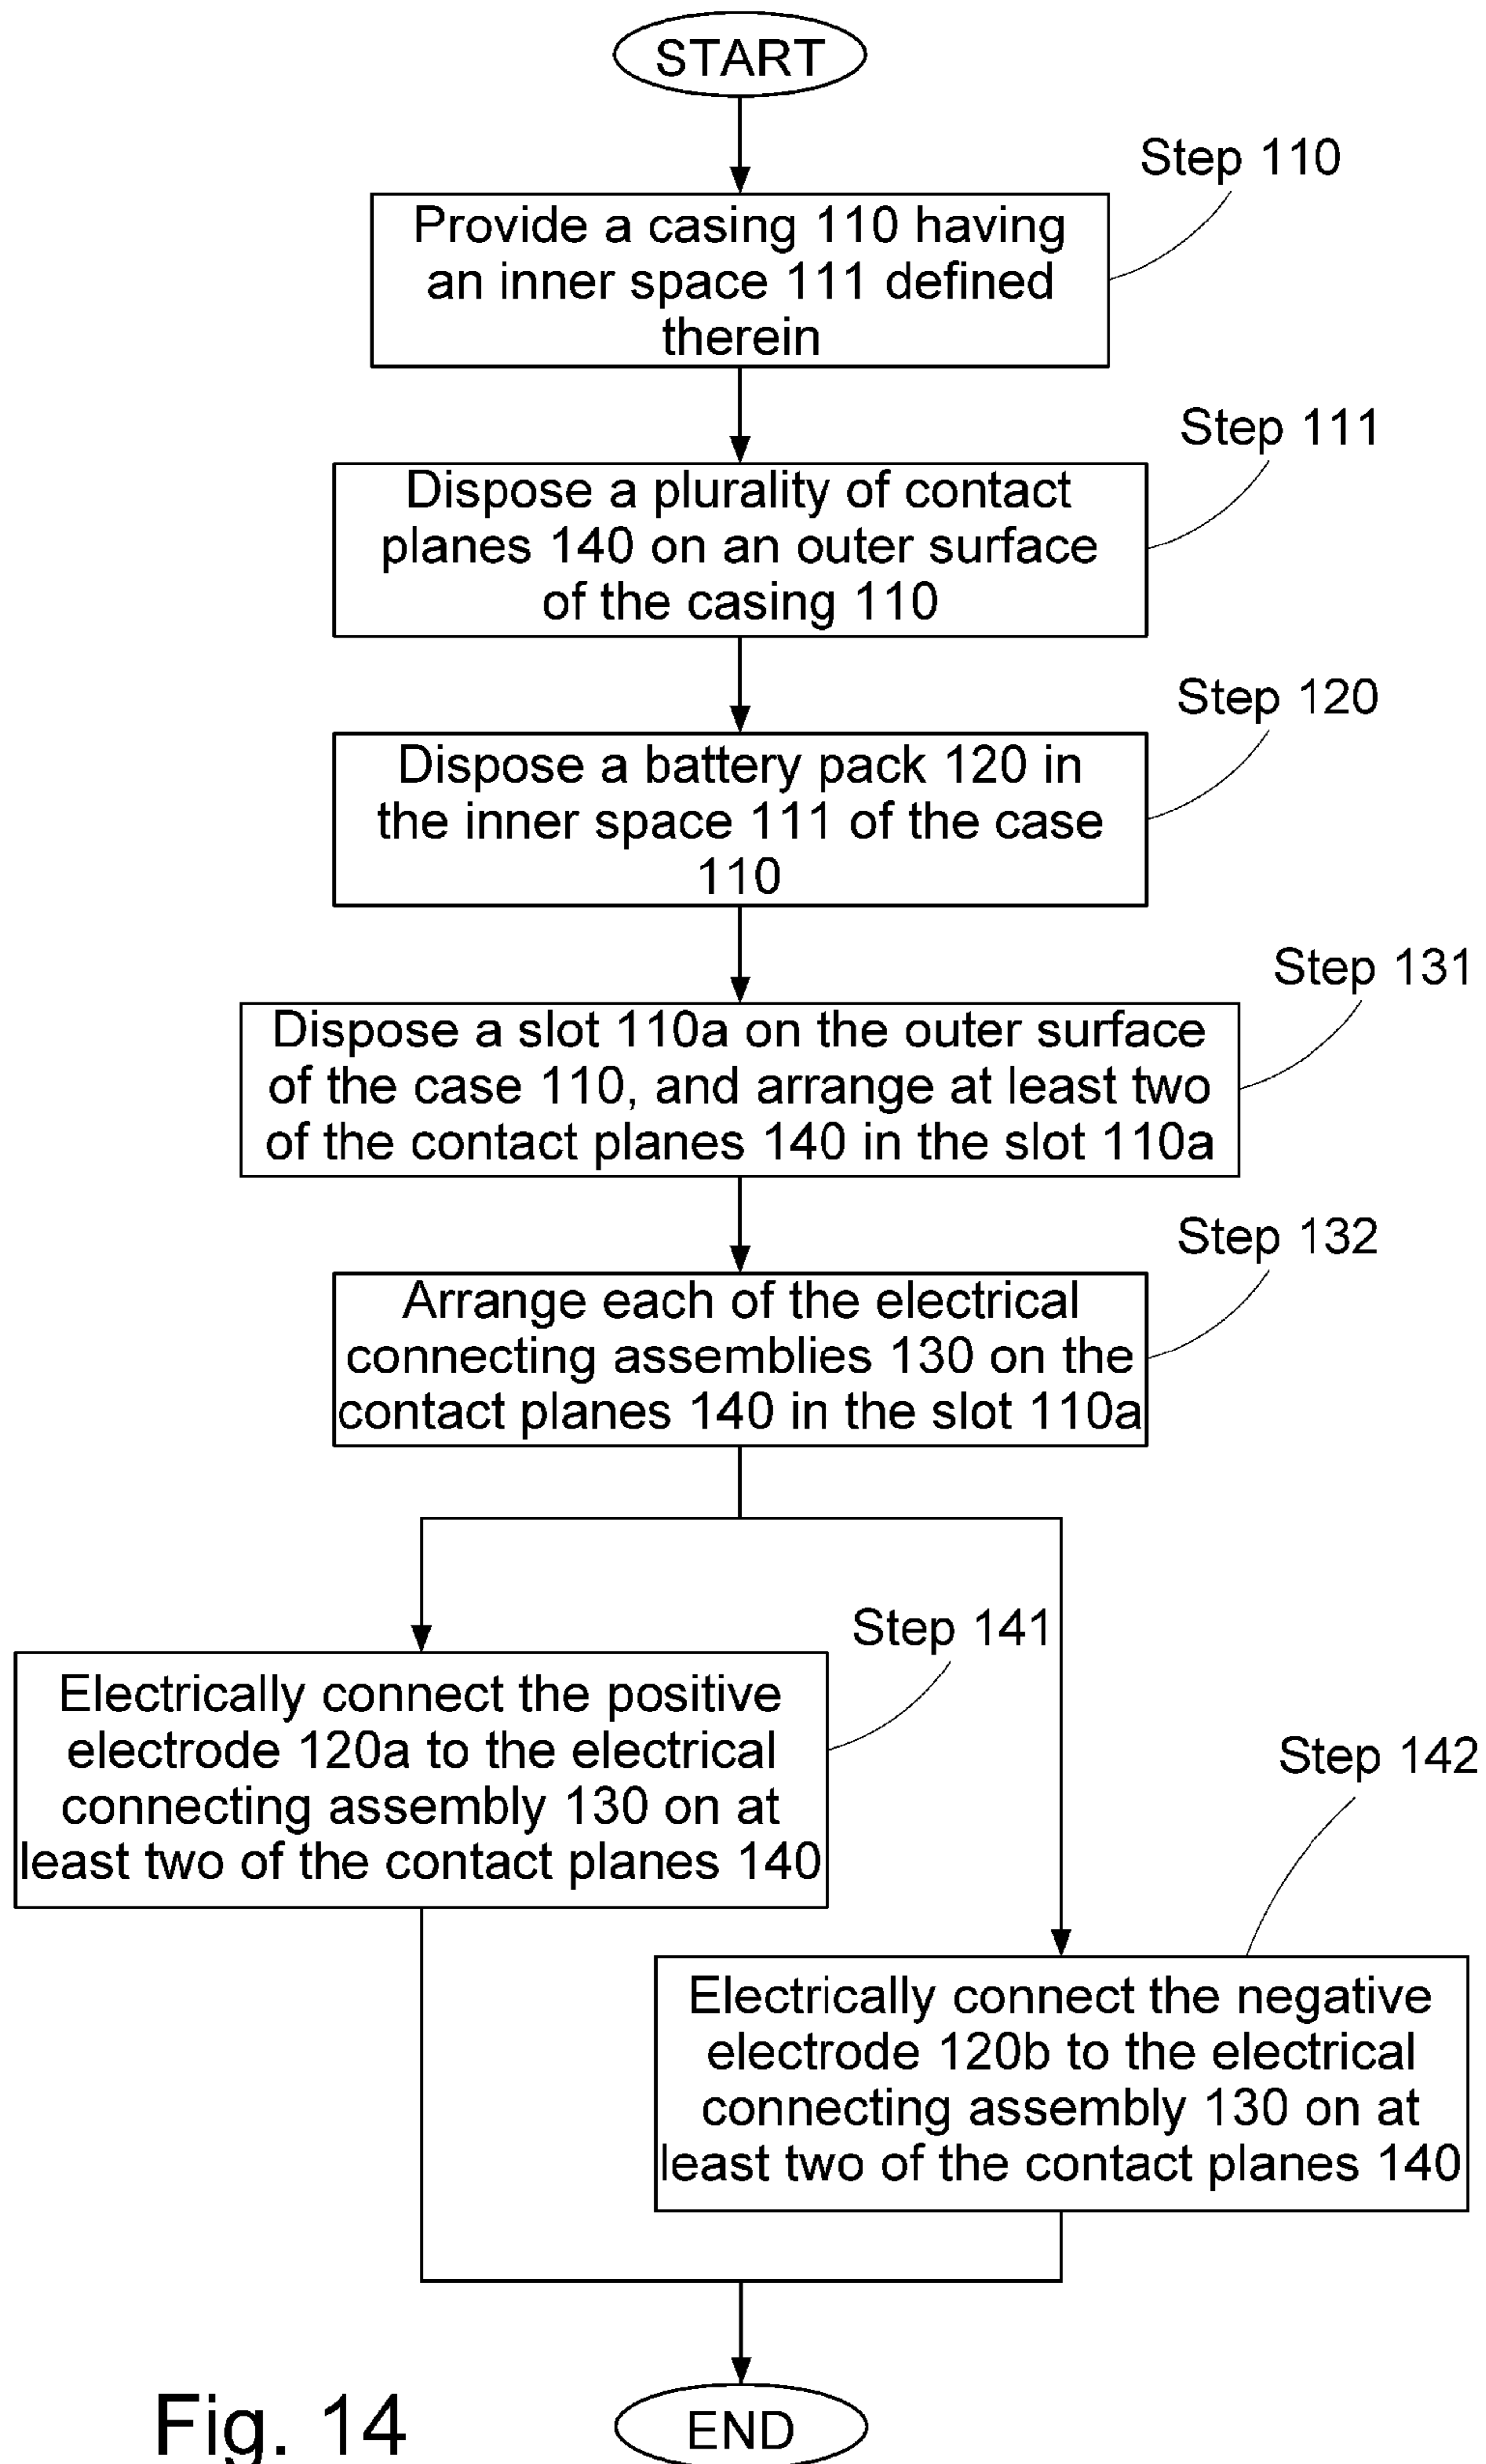 START
Step 110
Provide a casing 110 having
an inner space 111 defined
therein
Step 111
Dispose a plurality of contact
planes 140 on an outer surface
of the casing 110
Step 120
Dispose a battery pack 120 in
the inner space 111 of the case
110
Step 131
Dispose a slot 110a on the outer surface
of the case 110, and arrange at least two
of the contact planes 140 in the slot 110a
Step 132
Arrange each of the electrical
connecting assemblies 130 on the
contact planes 140 in the slot 110a
Step 141
Electrically connect the positive
electrode 120a to the electrical
connecting assembly 130 on at
least two of the contact planes 140
Step 142
Electrically connect the negative
electrode 120b to the electrical
connecting assembly 130 on at
least two of the contact planes 140
END
Fig. 14